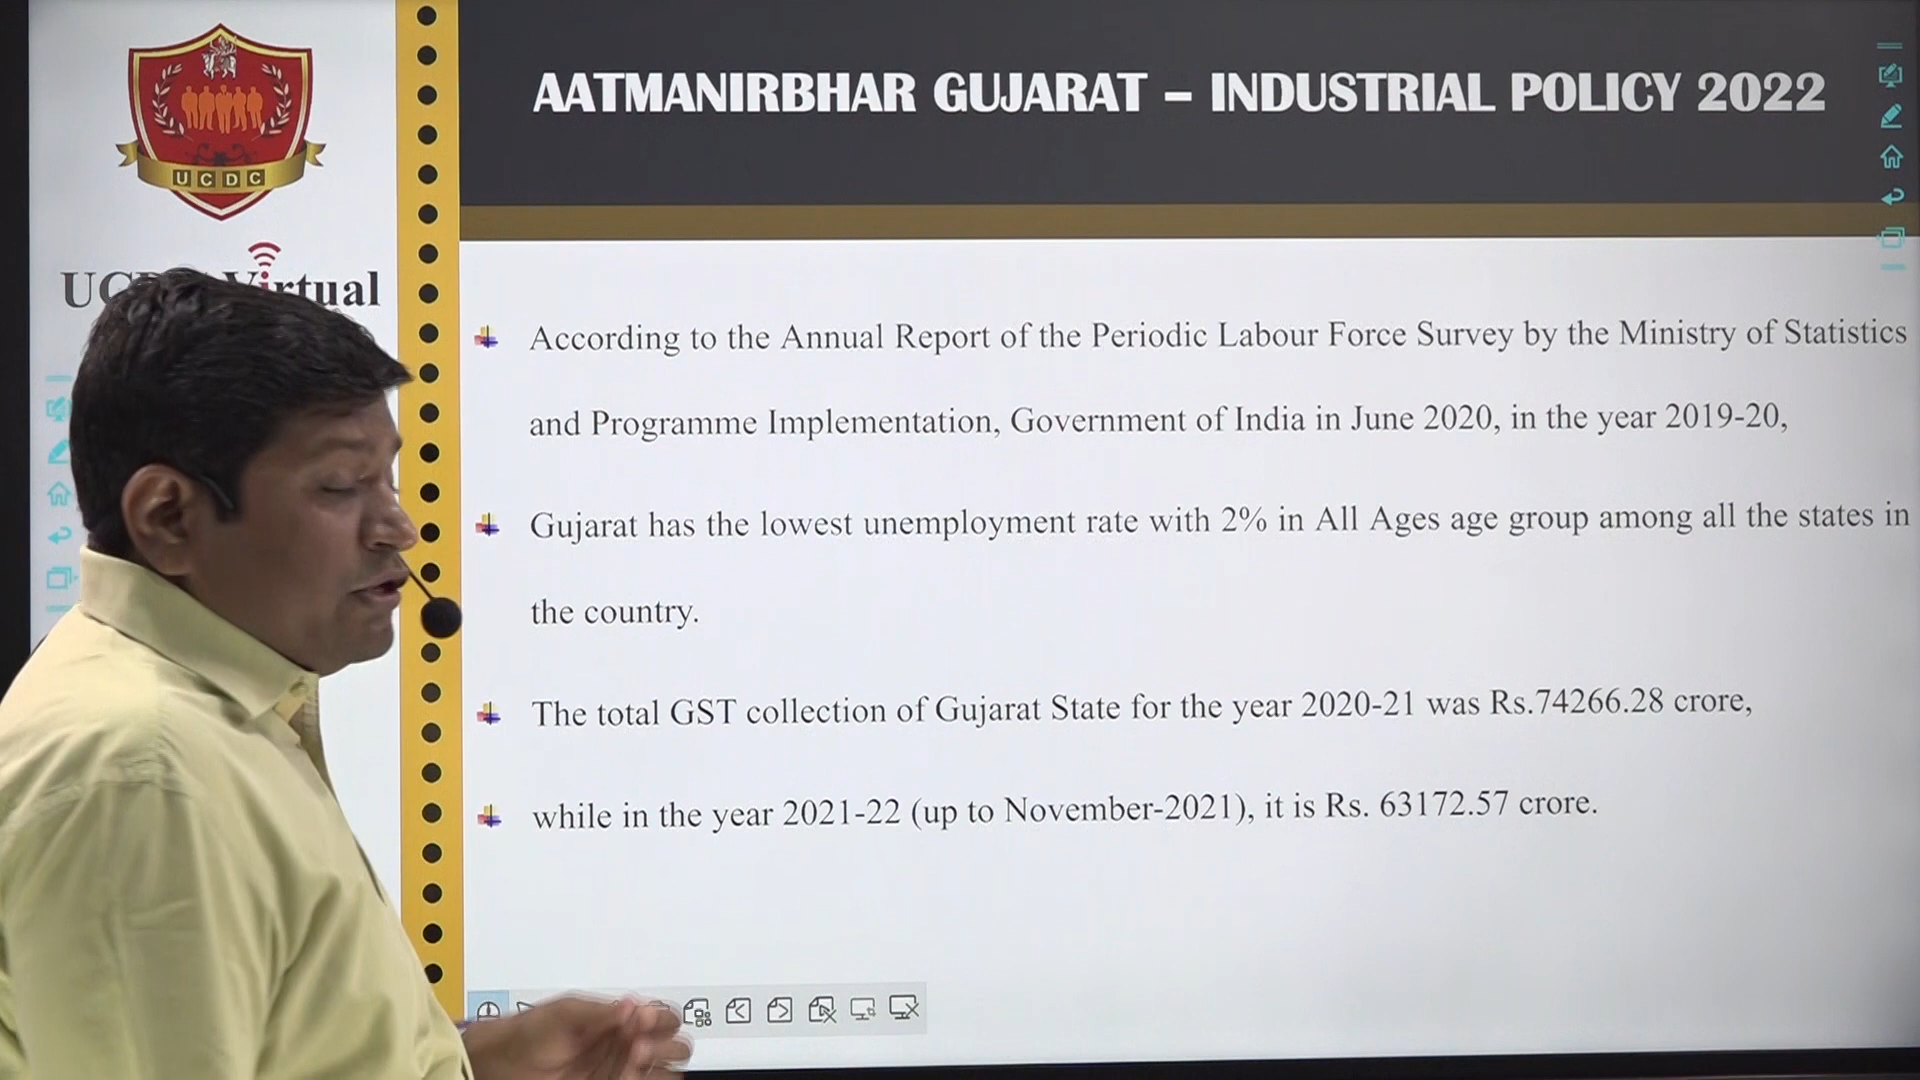 UCDC
Virtual
AATMANIRBHAR GUJARAT – INDUSTRIAL POLICY 2022
According to the Annual Report of the Periodic Labour Force Survey by the Ministry of Statistics
and Programme Implementation, Government of India in June 2020, in the year 2019-20,
Gujarat has the lowest unemployment rate with 2% in All Ages age group among all the states in
the country.
The total GST collection of Gujarat State for the year 2020-21 was Rs.74266.28 crore,
while in the year 2021-22 (up to November-2021), it is Rs. 63172.57 crore.